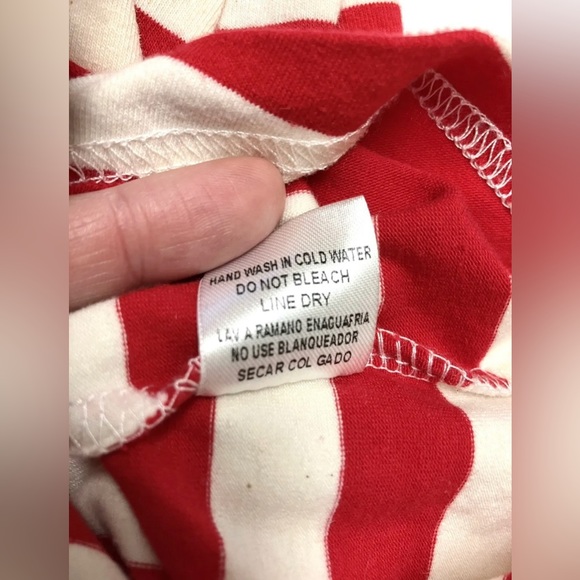 HAND WASH IN COLD WATER
DO NOT BLEACH
LINE DRY
LAV A RAMANO ENAGUAFRIA
NO USE BLANQUEADOR
SECAR COL GADO